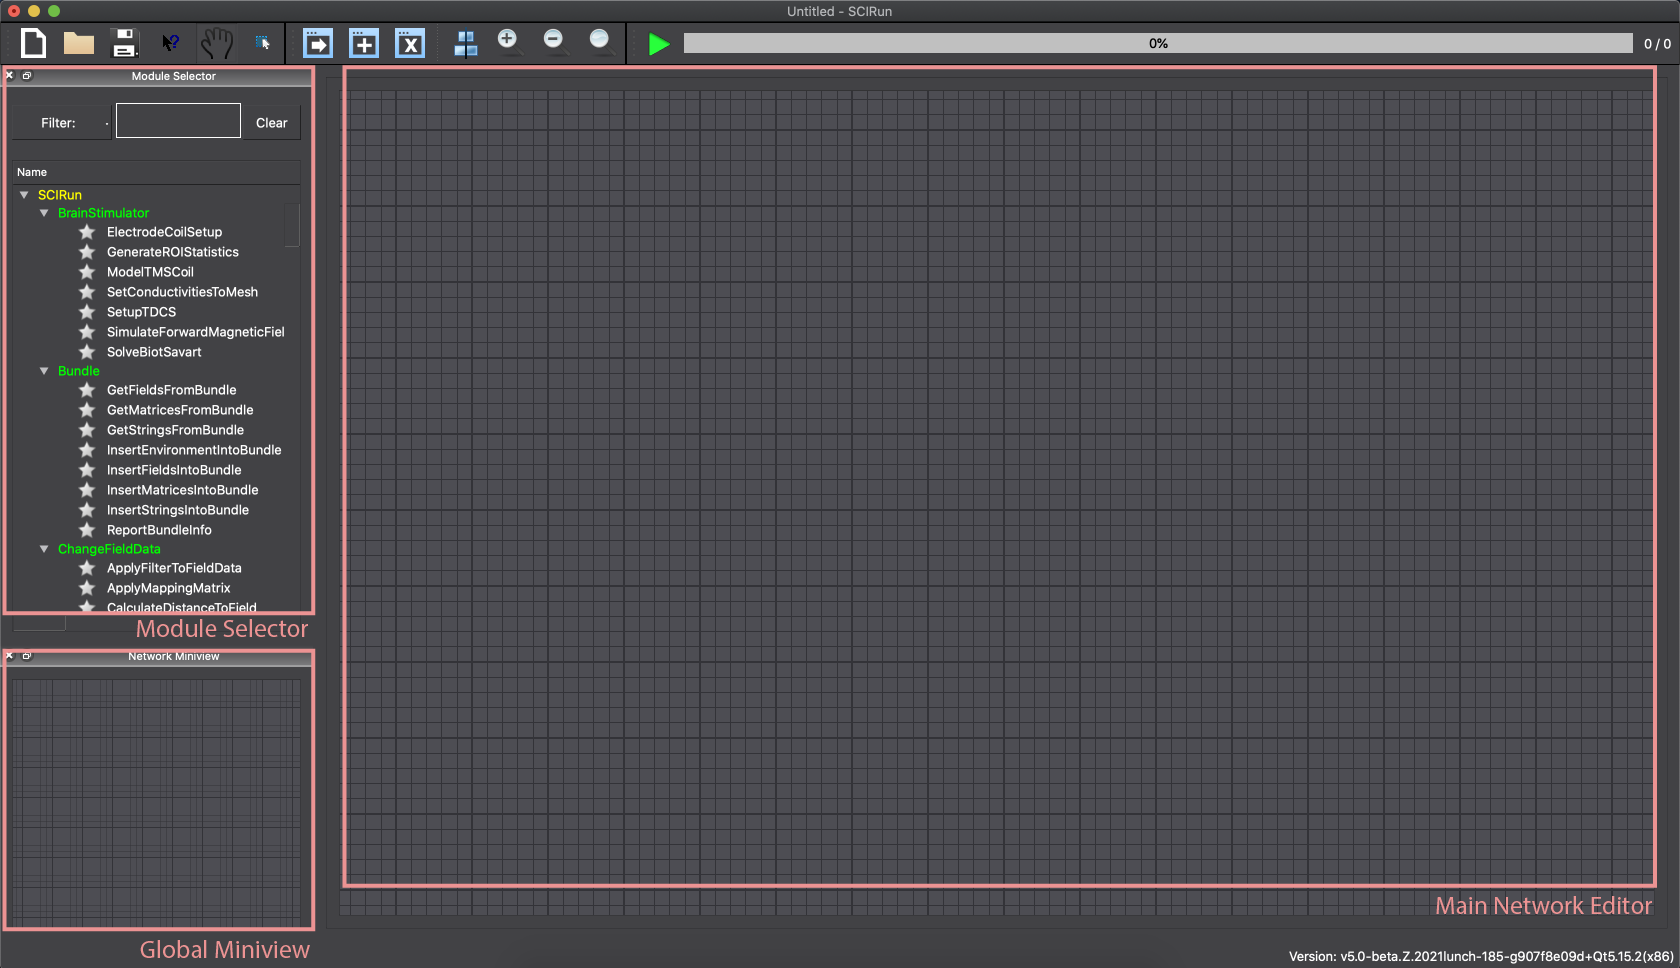 Untitled - SCIRun
0%
0 / 0
Module Selector
Filter:
Clear
Name
SCIRun
BrainStimulator
ElectrodeCoilSetup
GenerateROIStatistics
ModelTMSCoil
SetConductivitiesToMesh
SetupTDCS
SimulateForwardMagneticFiel
SolveBiotSavart
Bundle
GetFieldsFromBundle
GetMatricesFromBundle
GetStringsFromBundle
InsertEnvironmentIntoBundle
InsertFieldsIntoBundle
InsertMatricesIntoBundle
InsertStringsIntoBundle
ReportBundleInfo
ChangeFieldData
ApplyFilterToFieldData
ApplyMappingMatrix
CalculateDistanceToField
Module Selector
Network Miniview
Global Miniview
Main Network Editor
Version: v5.0-beta.Z.2021lunch-185-g907f8e09d+Qt5.15.2(x86)